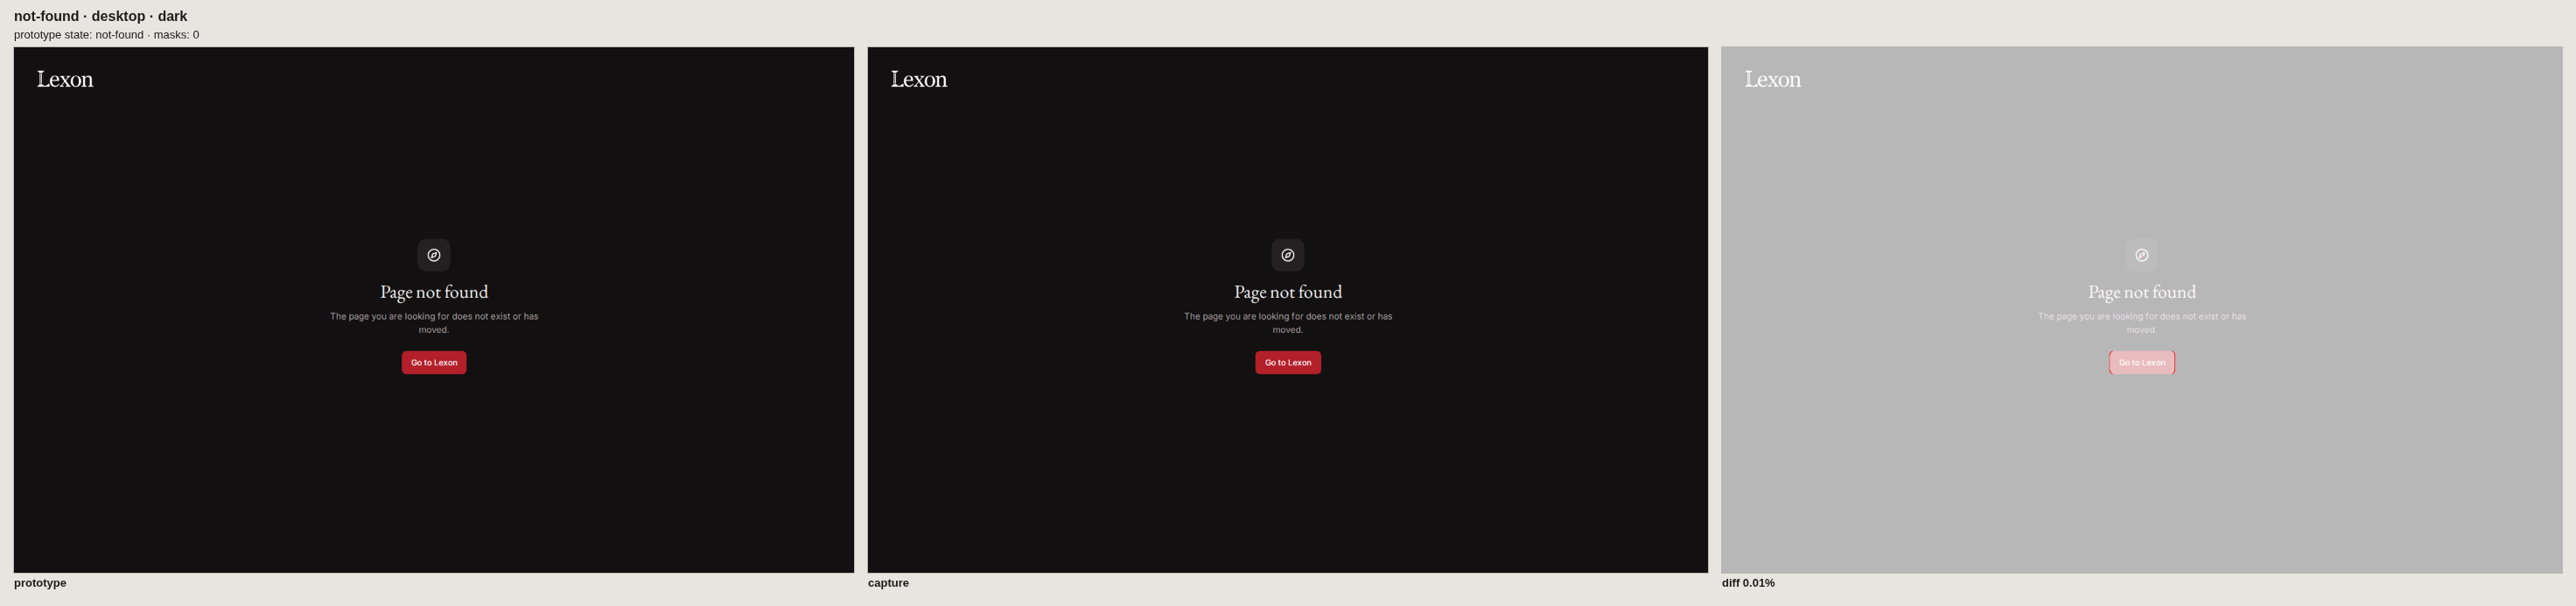 not-found · desktop · dark
prototype state: not-found · masks: 0
Lexon
Page not found
The page you are looking for does not exist or has
moved.
Go to Lexon
prototype
Lexon
Page not found
The page you are looking for does not exist or has
moved.
Go to Lexon
capture
Lexon
Page not found
The page you are looking for does not exist or has
moved.
Go to Lexon
diff 0.01%